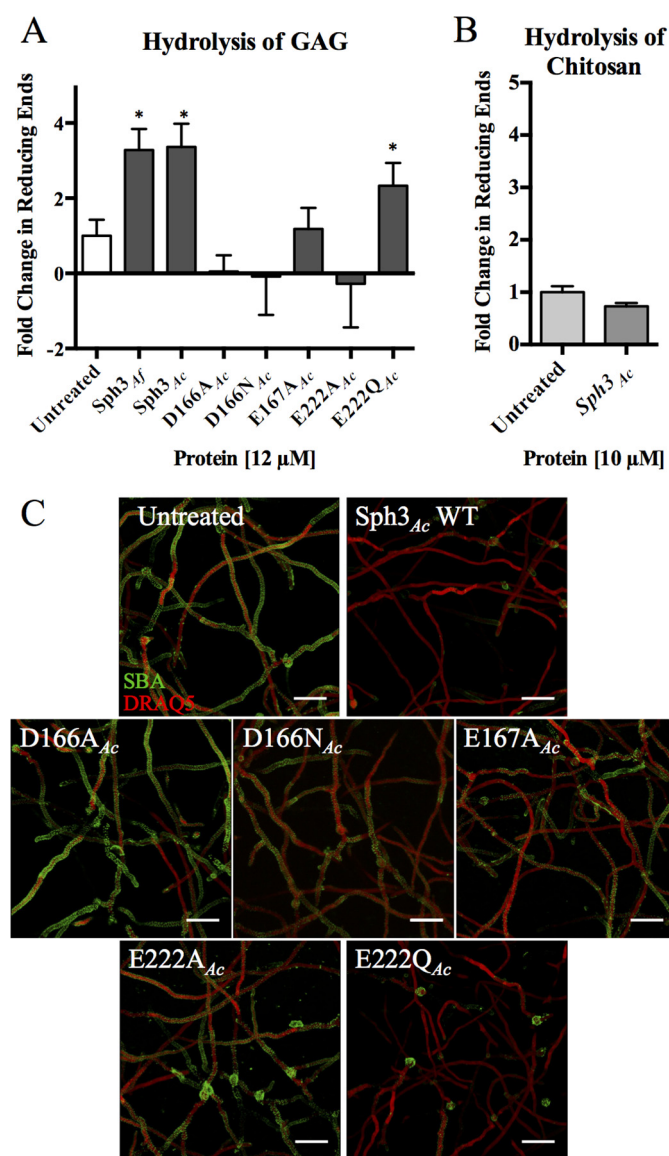 A
Hydrolysis of GAG
Fold Change in Reducing Ends
4
2
0
-2
Untreated
Sph3Af
Sph3Ac
D166AAc
D166NAc
E167AAc
E222AAc
E222QAc
*
*
*
Protein [12 µM]
B
Hydrolysis of
Chitosan
Fold Change in Reducing Ends
5
4
3
2
1
0
Untreated
Sph3Ac
Protein [10 µM]
C
Untreated
SBA
DRAQ5
Sph3Ac WT
D166AAc
D166NAc
E167AAc
E222AAc
E222QAc